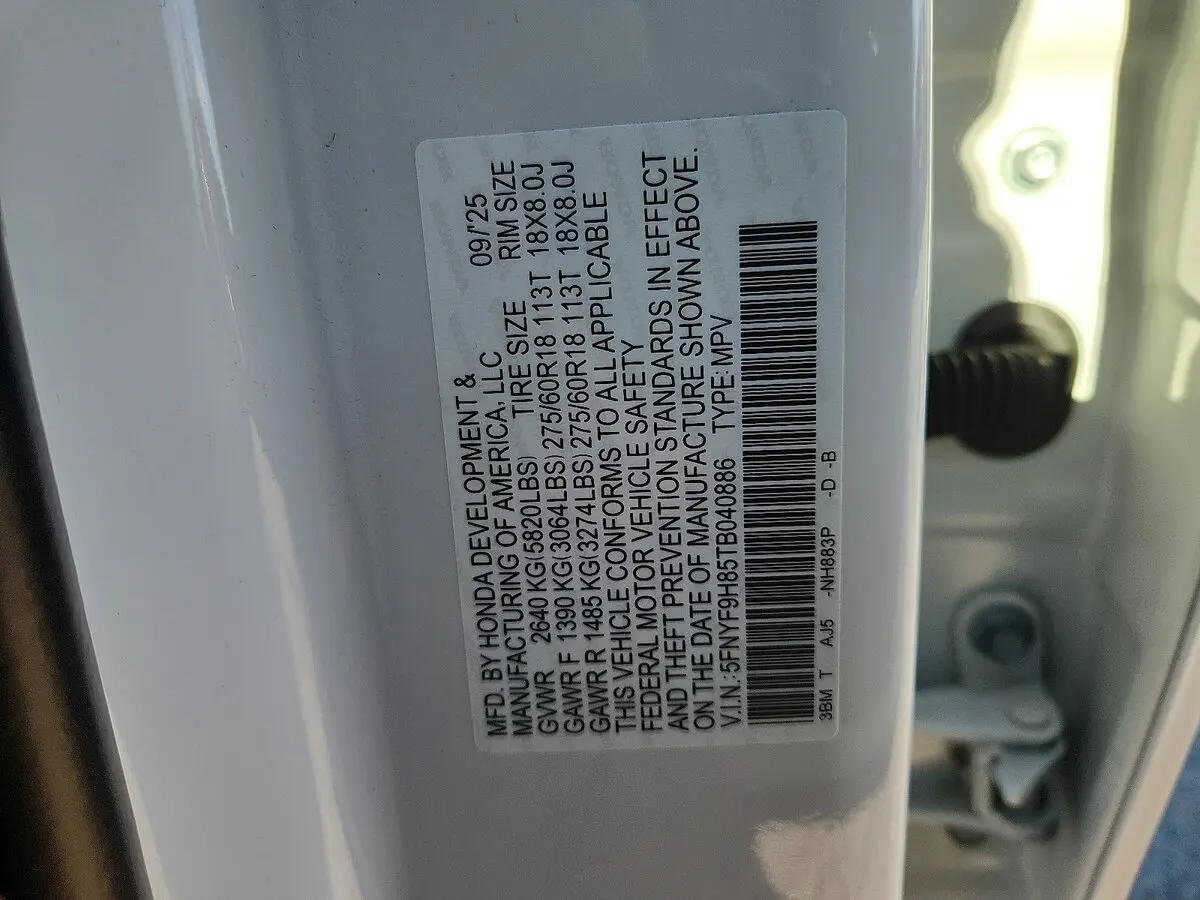 MFD. BY HONDA DEVELOPMENT & 09/'25
MANUFACTURING OF AMERICA, LLC
TIRE SIZE RIM SIZE
GVWR 2640 KG(5820LBS)
GAWR F 1390 KG(3064LBS) 275/60R18 113T 18X8.0J
GAWR R 1485 KG(3274LBS) 275/60R18 113T 18X8.0J
THIS VEHICLE CONFORMS TO ALL APPLICABLE
FEDERAL MOTOR VEHICLE SAFETY
AND THEFT PREVENTION STANDARDS IN EFFECT
ON THE DATE OF MANUFACTURE SHOWN ABOVE.
V.I.N.:5FNYF9H85TB040886 TYPE:MPV
3BM T AJ5 -NH883P -D -B